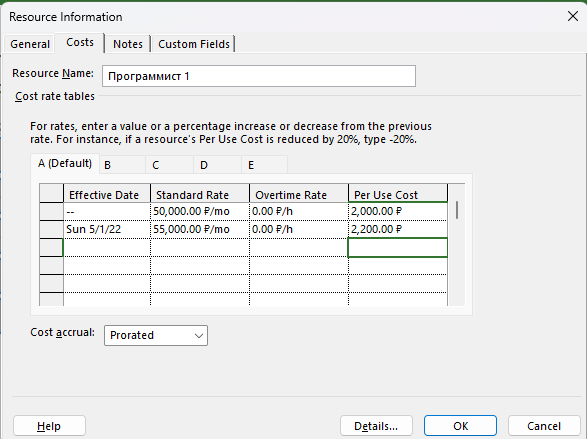 Resource Information
General Costs Notes Custom Fields
Resource Name: Программист 1
Cost rate tables
For rates, enter a value or a percentage increase or decrease from the previous
rate. For instance, if a resource's Per Use Cost is reduced by 20%, type -20%.
A (Default) B C D E
Effective Date Standard Rate Overtime Rate Per Use Cost
-- 50,000.00 ₽/mo 0.00 ₽/h 2,000.00 ₽
Sun 5/1/22 55,000.00 ₽/mo 0.00 ₽/h 2,200.00 ₽
Cost accrual: Prorated
Help Details... OK Cancel